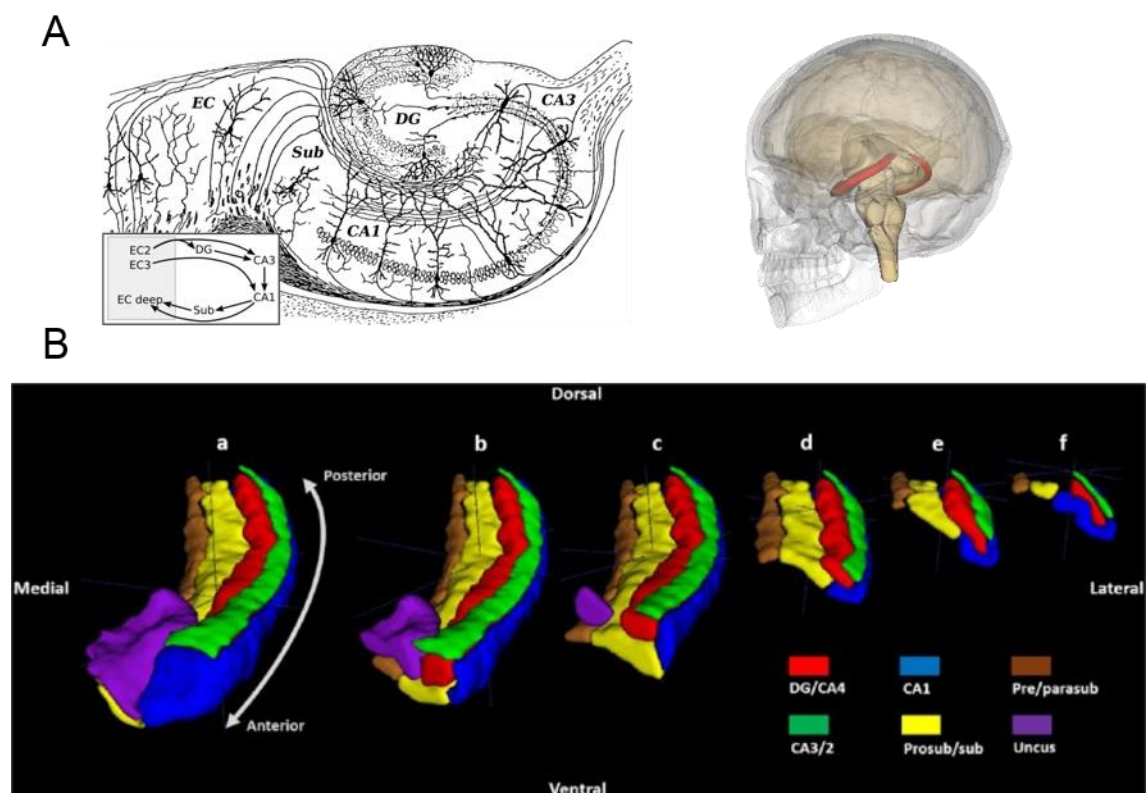 A
EC
DG
CA3
Sub
CA1
EC2
DG
EC3
CA3
EC deep
Sub
CA1
B
Dorsal
a
b
c
d
e
f
Posterior
Medial
Lateral
Anterior
DG/CA4
CA1
Pre/parasub
CA3/2
Prosub/sub
Uncus
Ventral